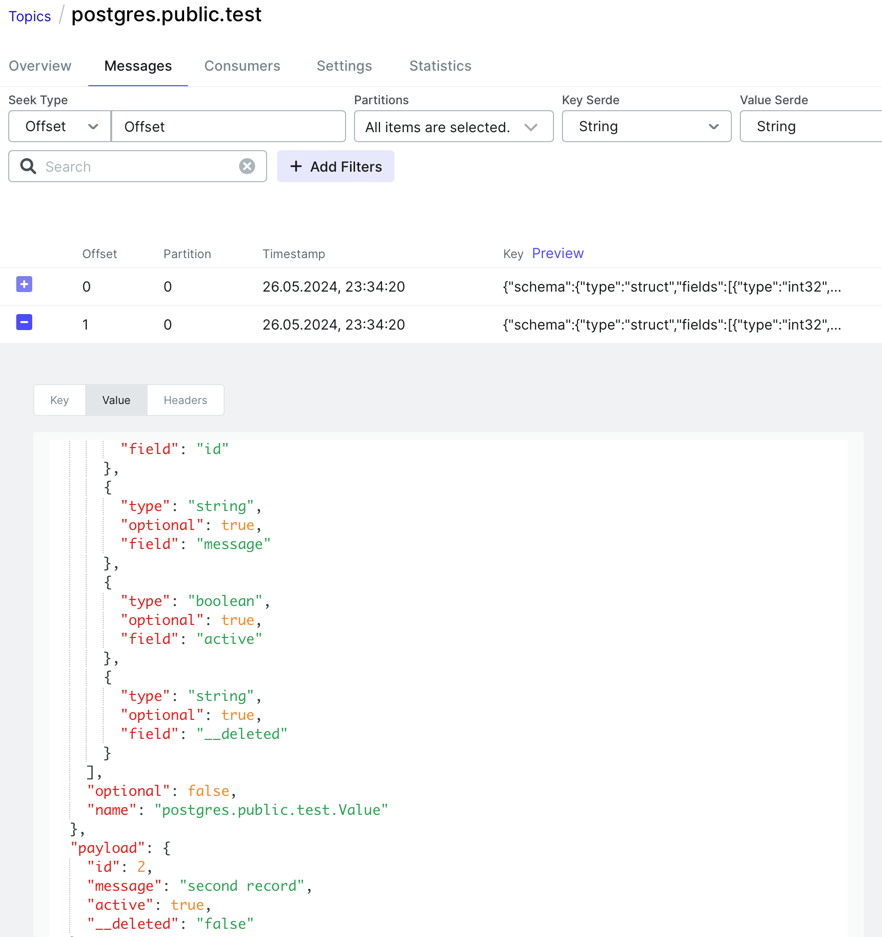 Topics / postgres.public.test
Overview Messages Consumers Settings Statistics
Seek Type Partitions Key Serde Value Serde
Offset Offset All items are selected. String String
Search + Add Filters
Offset Partition Timestamp Key Preview
0 0 26.05.2024, 23:34:20 {"schema":{"type":"struct","fields":[{"type":"int32",...
1 0 26.05.2024, 23:34:20 {"schema":{"type":"struct","fields":[{"type":"int32",...
Key Value Headers
"field": "id"
},
{
"type": "string",
"optional": true,
"field": "message"
},
{
"type": "boolean",
"optional": true,
"field": "active"
},
{
"type": "string",
"optional": true,
"field": "__deleted"
}
],
"optional": false,
"name": "postgres.public.test.Value"
},
"payload": {
"id": 2,
"message": "second record",
"active": true,
"__deleted": "false"